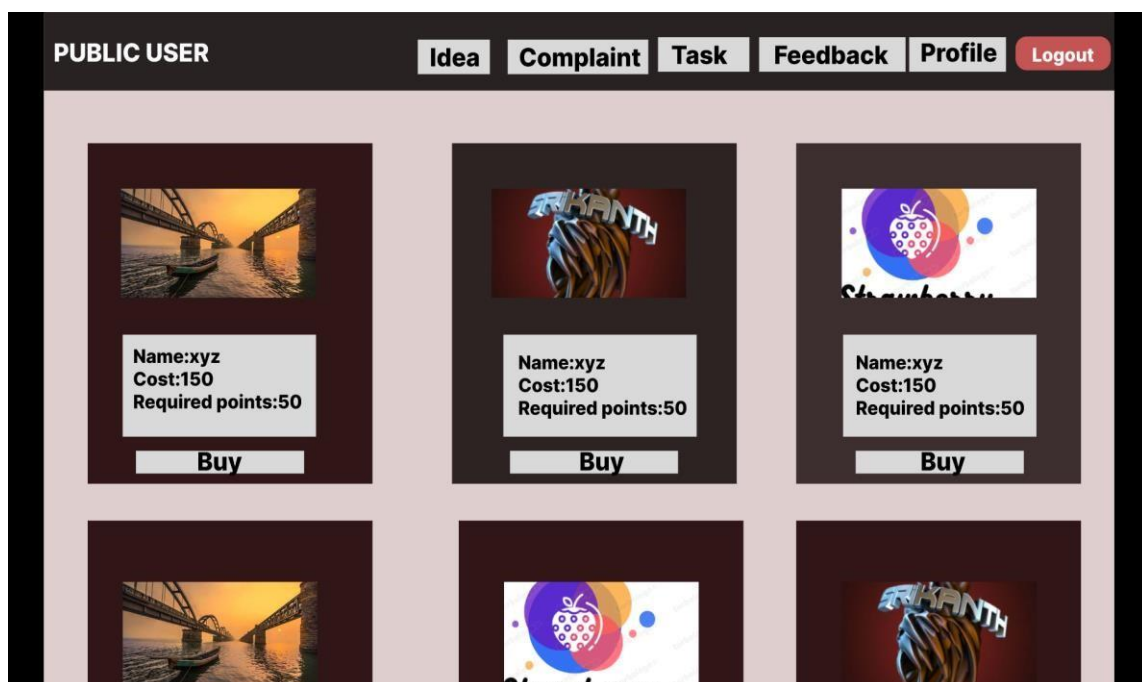 PUBLIC USER
Idea
Complaint
Task
Feedback
Profile
Logout
SRIKANTH
Strawberry
Name:xyz
Cost:150
Required points:50
Buy
Name:xyz
Cost:150
Required points:50
Buy
Name:xyz
Cost:150
Required points:50
Buy
SRIKANTH